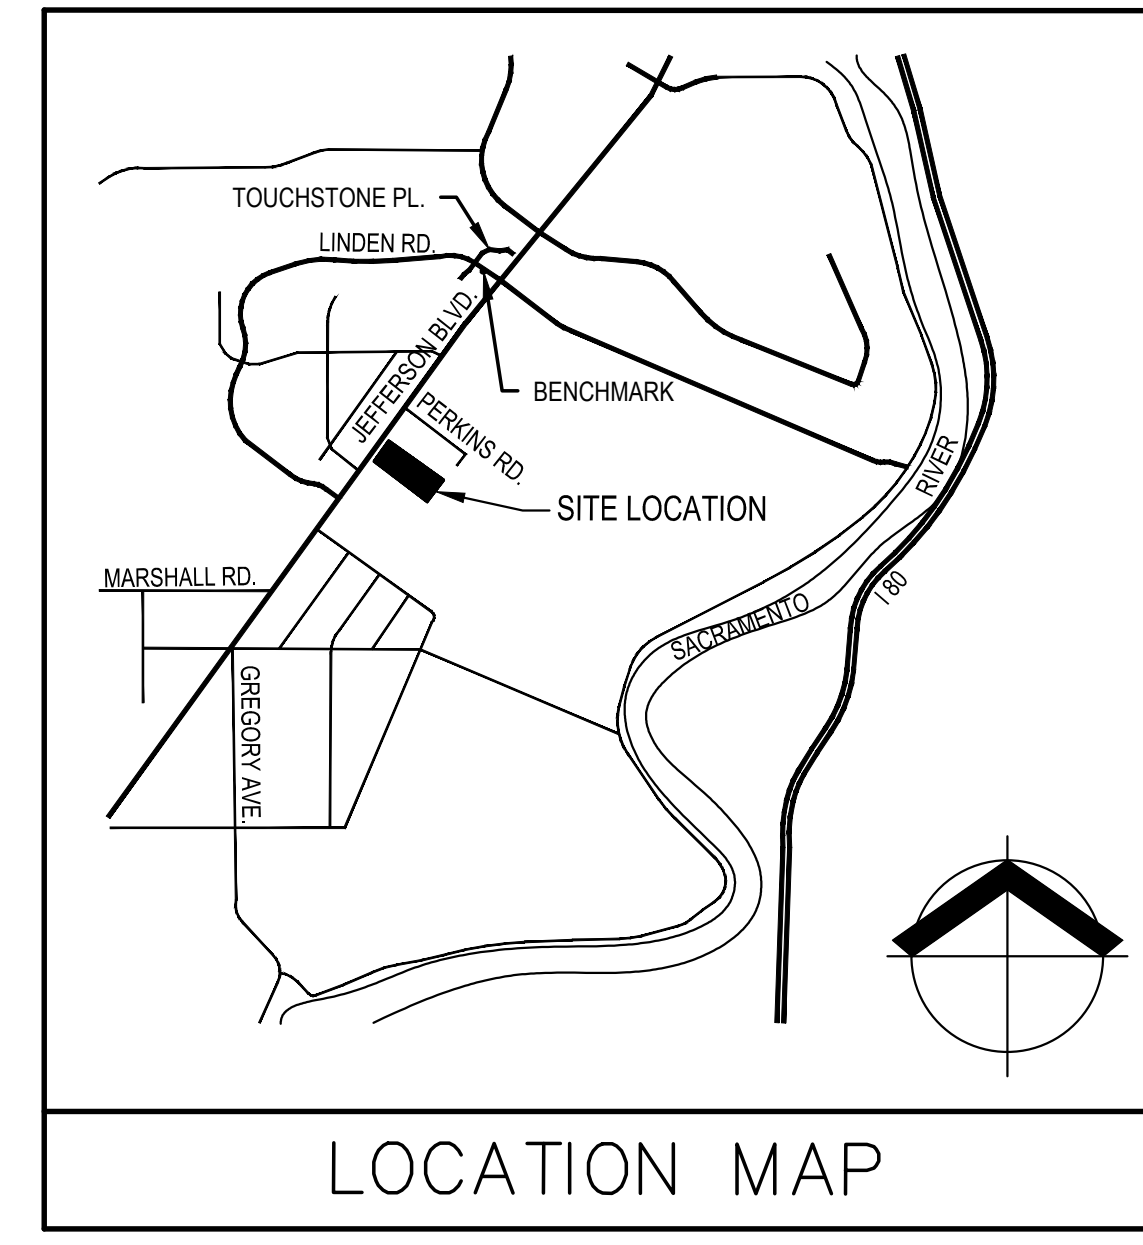 TOUCHSTONE PL.
LINDEN RD.
JEFFERSON BLVD.
BENCHMARK
PERKINS RD.
RIVER
SITE LOCATION
MARSHALL RD.
I 80
SACRAMENTO
GREGORY AVE.
LOCATION MAP